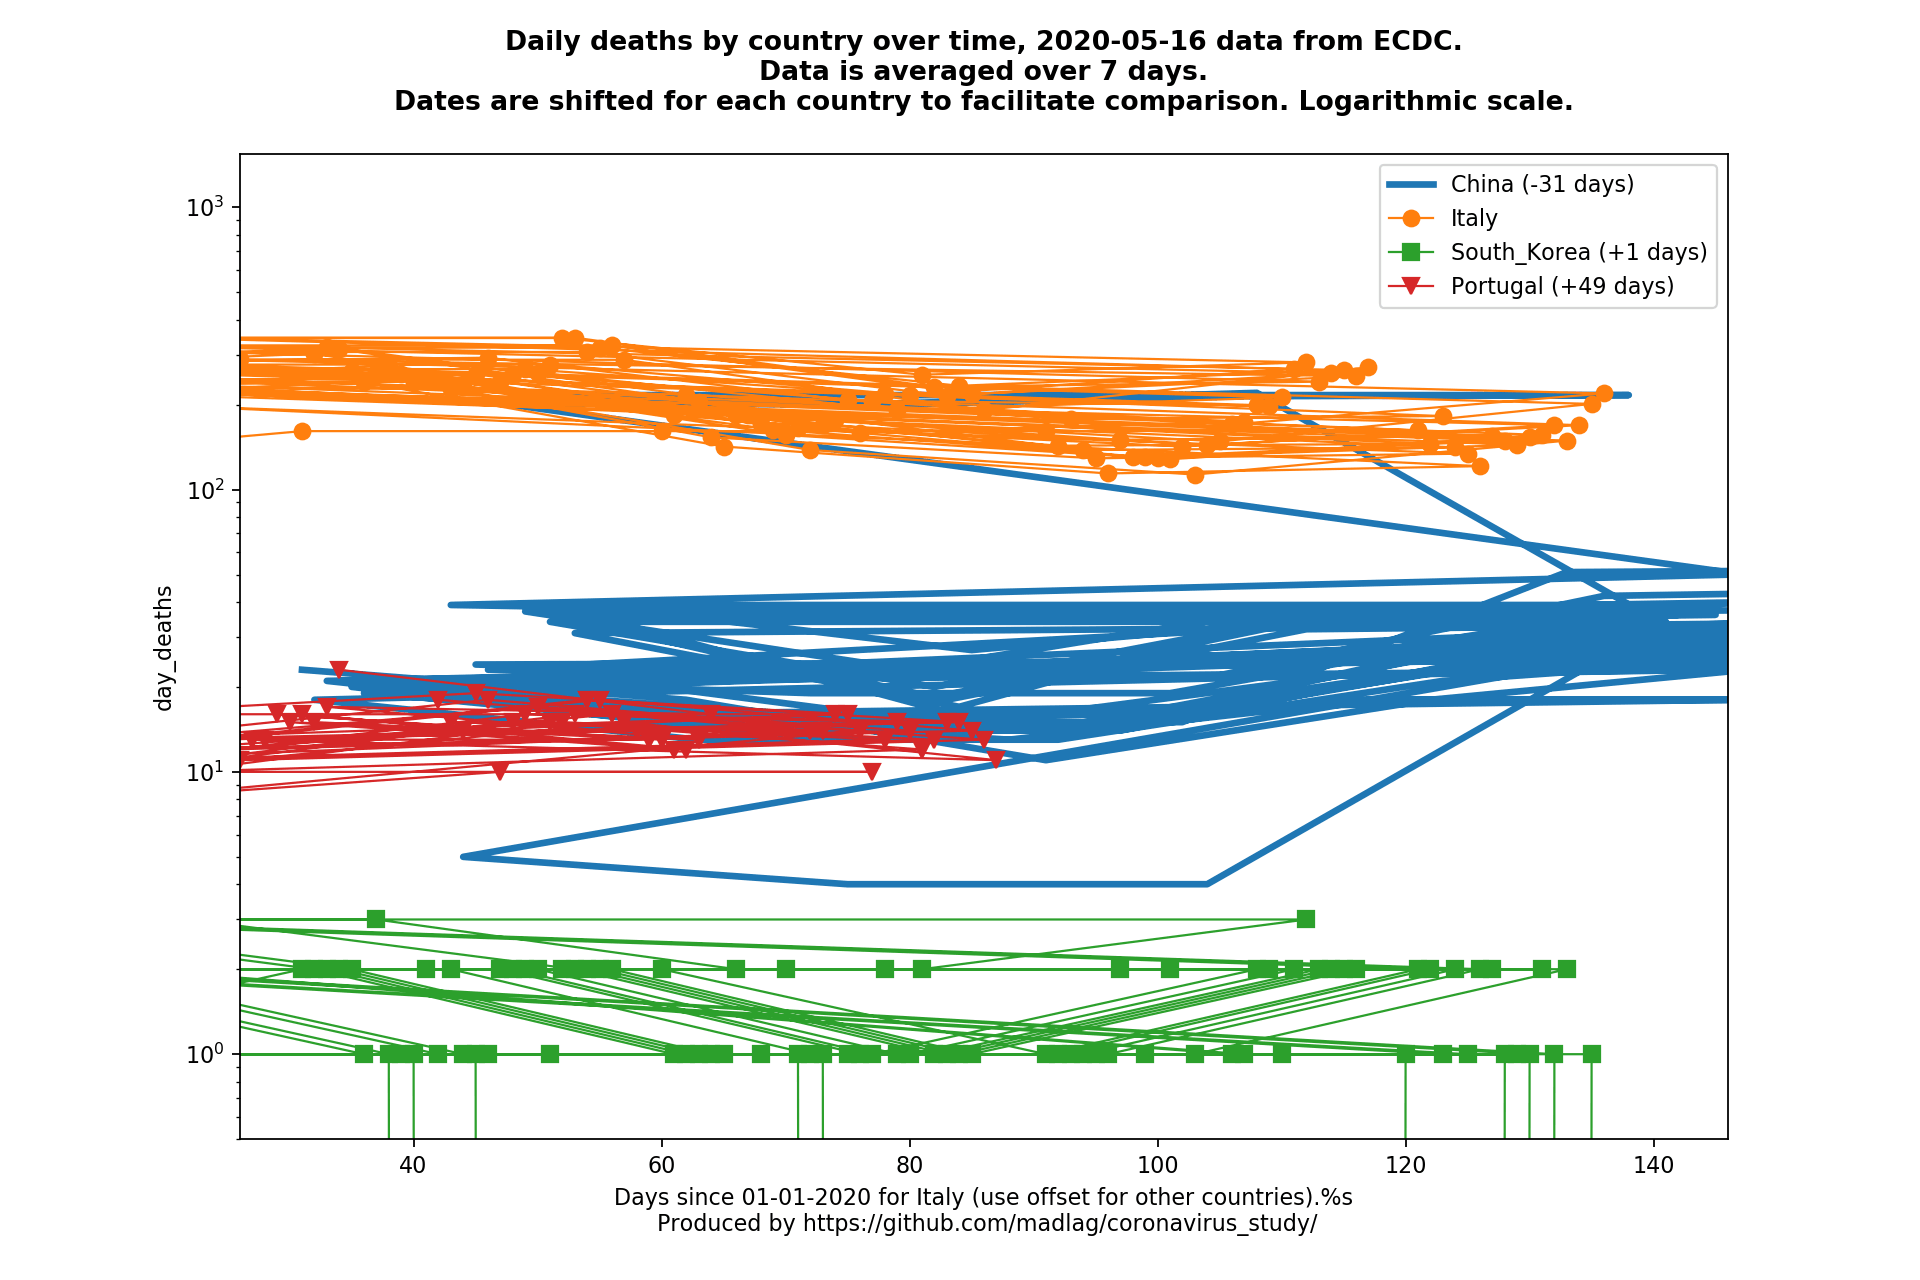 Daily deaths by country over time, 2020-05-16 data from ECDC.
Data is averaged over 7 days.
Dates are shifted for each country to facilitate comparison. Logarithmic scale.
China (-31 days)
Italy
South_Korea (+1 days)
Portugal (+49 days)
10³
10²
10¹
10⁰
day_deaths
40 60 80 100 120 140
Days since 01-01-2020 for Italy (use offset for other countries).%s
Produced by https://github.com/madlag/coronavirus_study/